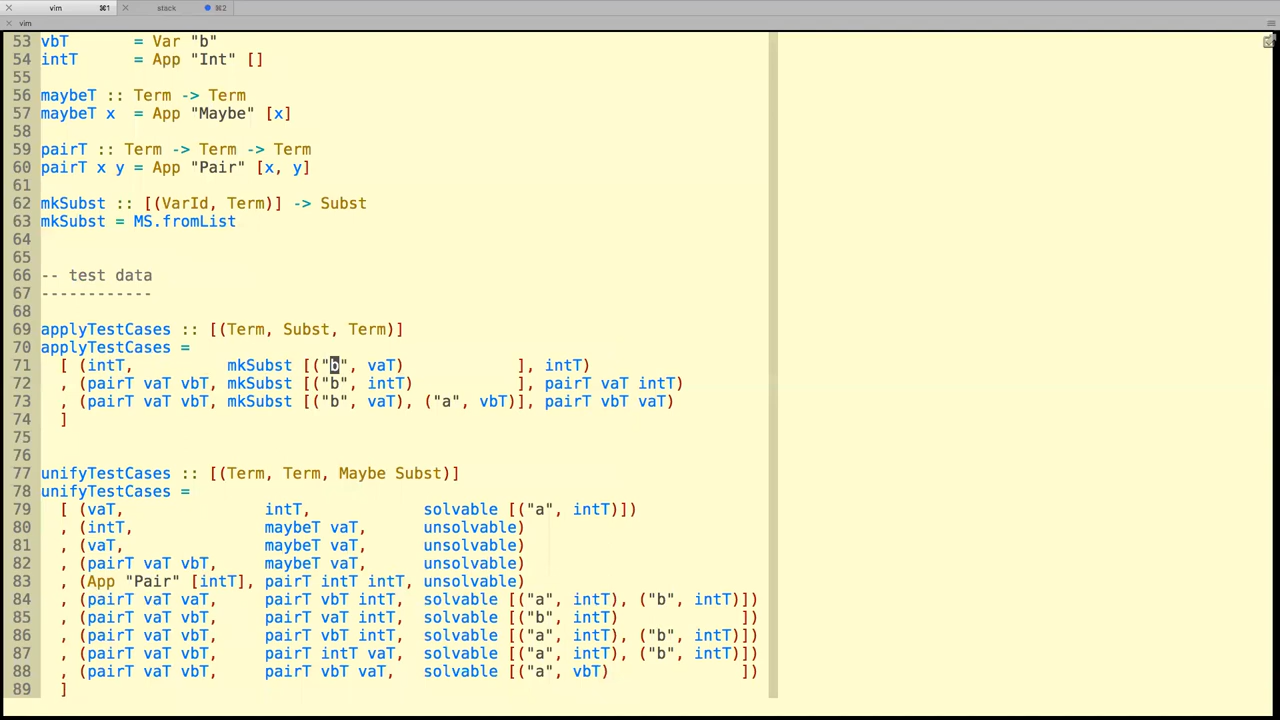 vim ⌘1 stack ⌘2
vim
53 vbT       = Var "b"
54 intT      = App "Int" []
55
56 maybeT :: Term -> Term
57 maybeT x  = App "Maybe" [x]
58
59 pairT :: Term -> Term -> Term
60 pairT x y = App "Pair" [x, y]
61
62 mkSubst :: [(VarId, Term)] -> Subst
63 mkSubst = MS.fromList
64
65
66 -- test data
67 ------------
68
69 applyTestCases :: [(Term, Subst, Term)]
70 applyTestCases =
71   [ (intT,          mkSubst [("b", vaT)             ], intT)
72   , (pairT vaT vbT, mkSubst [("b", intT)            ], pairT vaT intT)
73   , (pairT vaT vbT, mkSubst [("b", vaT), ("a", vbT)], pairT vbT vaT)
74   ]
75
76
77 unifyTestCases :: [(Term, Term, Maybe Subst)]
78 unifyTestCases =
79   [ (vaT,               intT,            solvable [("a", intT)])
80   , (intT,              maybeT vaT,      unsolvable)
81   , (vaT,               maybeT vaT,      unsolvable)
82   , (pairT vaT vbT,     maybeT vaT,      unsolvable)
83   , (App "Pair" [intT], pairT intT intT, unsolvable)
84   , (pairT vaT vaT,     pairT vbT intT,  solvable [("a", intT), ("b", intT)])
85   , (pairT vaT vbT,     pairT vaT intT,  solvable [("b", intT)             ])
86   , (pairT vaT vbT,     pairT vbT intT,  solvable [("a", intT), ("b", intT)])
87   , (pairT vaT vbT,     pairT intT vaT,  solvable [("a", intT), ("b", intT)])
88   , (pairT vaT vbT,     pairT vbT vaT,   solvable [("a", vbT)              ])
89   ]